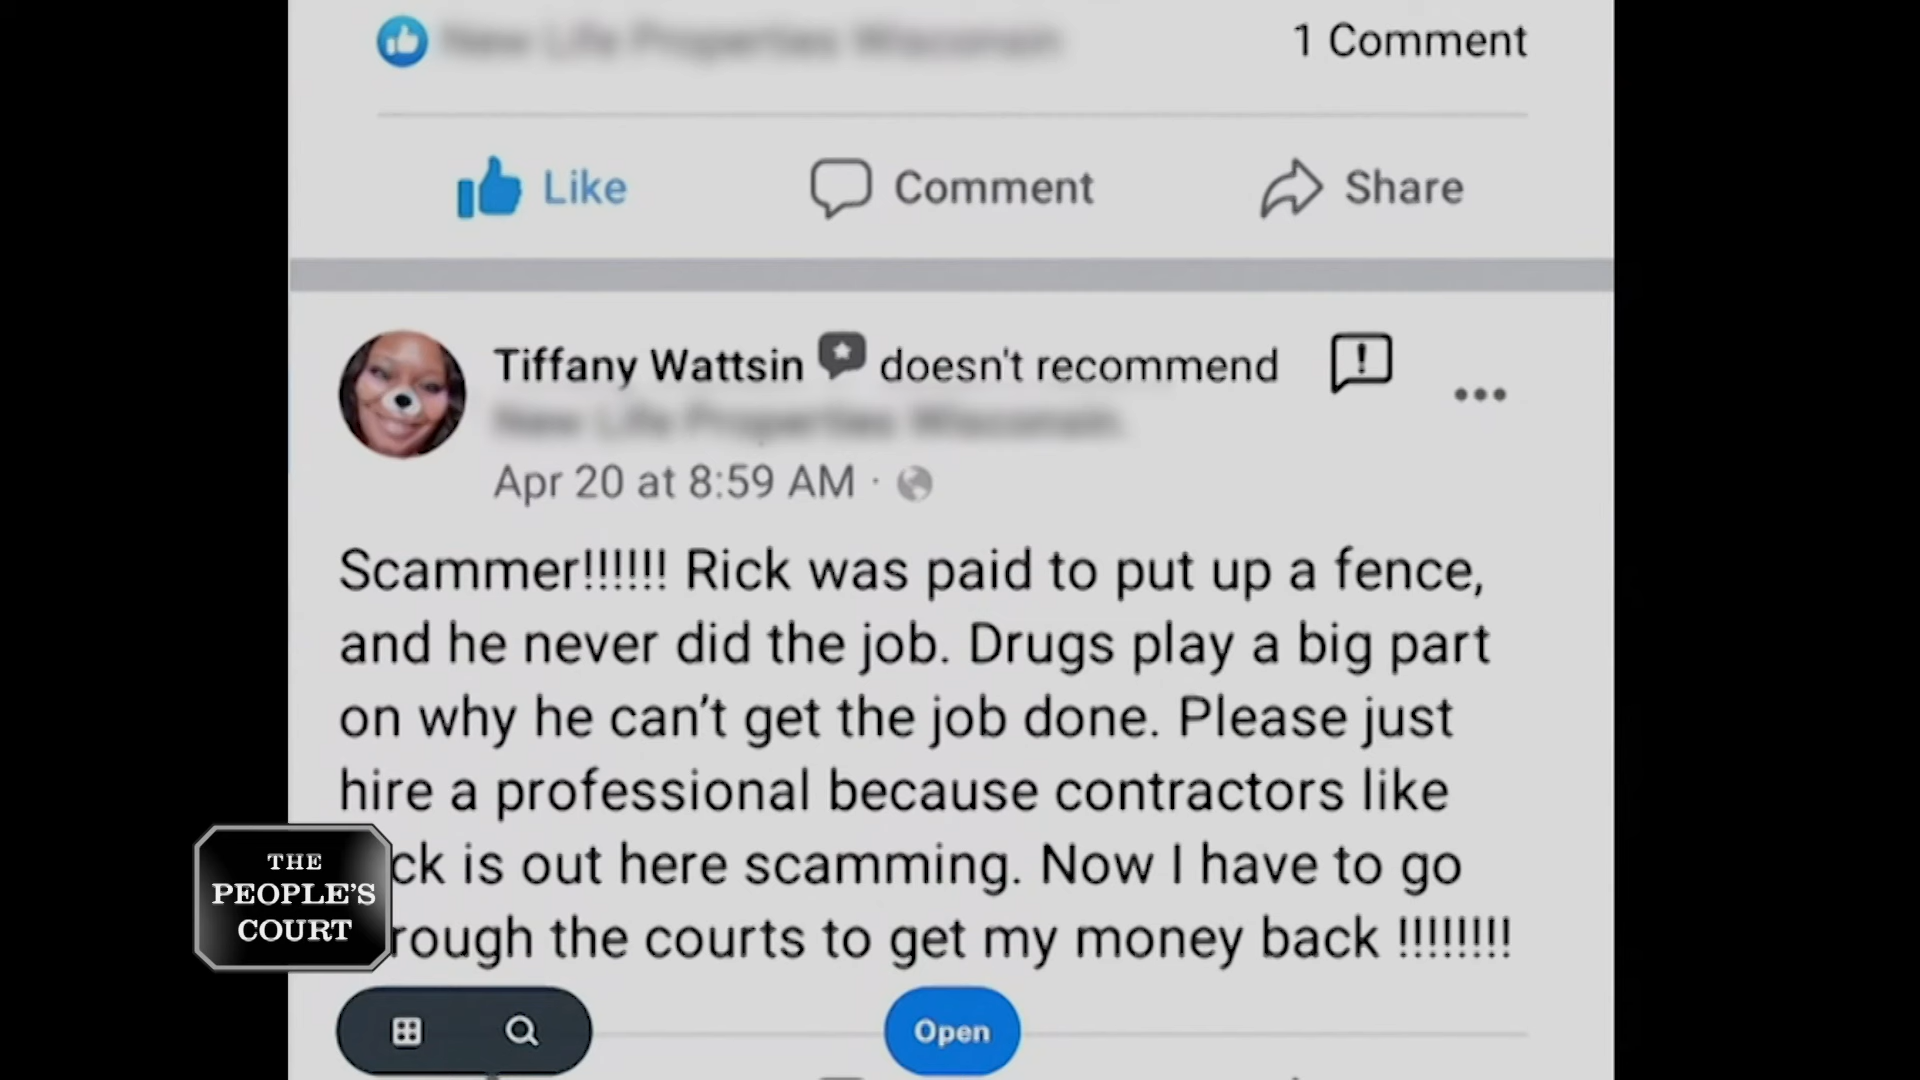 1 Comment
Like
Comment
Share
Tiffany Wattsin doesn't recommend
Apr 20 at 8:59 AM ·
Scammer!!!!!! Rick was paid to put up a fence,
and he never did the job. Drugs play a big part
on why he can’t get the job done. Please just
hire a professional because contractors like
ck is out here scamming. Now I have to go
rough the courts to get my money back !!!!!!!!
THE
PEOPLE'S
COURT
Open